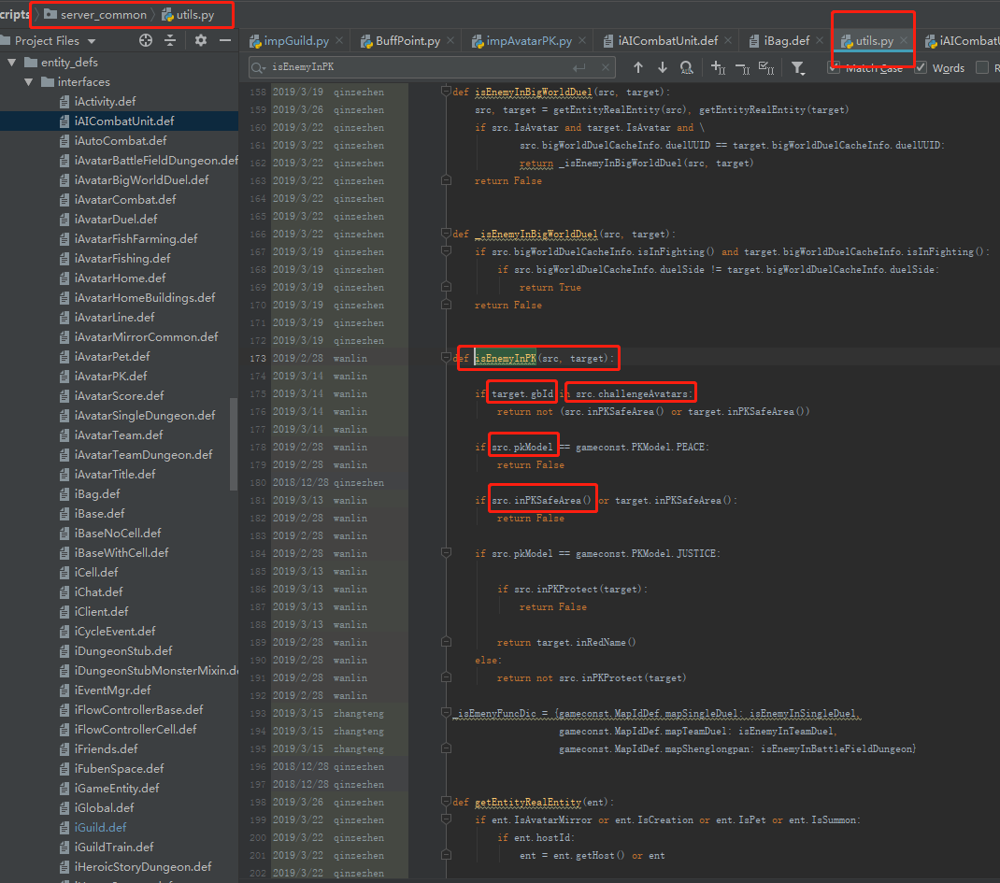 cripts server_common utils.py
Project Files
impGuild.py BuffPoint.py impAvatarPK.py iAICombatUnit.def iBag.def utils.py iAICombatU
isEnemyInPK
Match Case Words
entity_defs
interfaces
iActivity.def
iAICombatUnit.def
iAutoCombat.def
iAvatarBattleFieldDungeon.def
iAvatarBigWorldDuel.def
iAvatarCombat.def
iAvatarDuel.def
iAvatarFishFarming.def
iAvatarFishing.def
iAvatarHome.def
iAvatarHomeBuildings.def
iAvatarLine.def
iAvatarMirrorCommon.def
iAvatarPet.def
iAvatarPK.def
iAvatarScore.def
iAvatarSingleDungeon.def
iAvatarTeam.def
iAvatarTeamDungeon.def
iAvatarTitle.def
iBag.def
iBase.def
iBaseNoCell.def
iBaseWithCell.def
iCell.def
iChat.def
iClient.def
iCycleEvent.def
iDungeonStub.def
iDungeonStubMonsterMixin.de
iEventMgr.def
iFlowControllerBase.def
iFlowControllerCell.def
iFriends.def
iFubenSpace.def
iGameEntity.def
iGlobal.def
iGuild.def
iGuildTrain.def
iHeroicStoryDungeon.def
158 2019/3/19 qinzezhen def isEnemyInBigWorldDuel(src, target):
159 2019/3/26 qinsezhen src, target = getEntityRealEntity(src), getEntityRealEntity(target)
160 2019/3/22 qinsezhen if src.IsAvatar and target.IsAvatar and \
161 2019/3/22 qinsezhen src.bigWorldDuelCacheInfo.duelUUID == target.bigWorldDuelCacheInfo.duelUUID:
162 2019/3/22 qinsezhen return _isEnemyInBigWorldDuel(src, target)
163 2019/3/22 qinsezhen return False
164 2019/3/22 qinsezhen
165 2019/3/22 qinsezhen
166 2019/3/22 qinsezhen def _isEnemyInBigWorldDuel(src, target):
167 2019/3/19 qinsezhen if src.bigWorldDuelCacheInfo.isInFighting() and target.bigWorldDuelCacheInfo.isInFighting():
168 2019/3/19 qinsezhen if src.bigWorldDuelCacheInfo.duelSide != target.bigWorldDuelCacheInfo.duelSide:
169 2019/3/19 qinsezhen return True
170 2019/3/19 qinsezhen return False
171 2019/3/19 qinsezhen
172 2019/3/19 qinsezhen
173 2019/2/28 wanlin def isEnemyInPK(src, target):
174 2019/3/14 wanlin
175 2019/3/14 wanlin if target.gbId in src.challengeAvatars:
176 2019/3/14 wanlin return not (src.inPKSafeArea() or target.inPKSafeArea())
177 2019/3/14 wanlin
178 2019/2/28 wanlin if src.pkModel == gameconst.PKModel.PEACE:
179 2019/2/28 wanlin return False
180 2018/12/28 qinsezhen
181 2019/3/13 wanlin if src.inPKSafeArea() or target.inPKSafeArea():
182 2019/2/28 wanlin return False
183 2019/2/28 wanlin
184 2019/2/28 wanlin if src.pkModel == gameconst.PKModel.JUSTICE:
185 2019/3/13 wanlin
186 2019/3/13 wanlin if src.inPKProtect(target):
187 2019/3/13 wanlin return False
188 2019/3/13 wanlin
189 2019/2/28 wanlin return target.inRedName()
190 2019/2/28 wanlin else:
191 2019/2/28 wanlin return not src.inPKProtect(target)
192 2019/2/28 wanlin
193 2019/3/15 zhangteng _isEmenyFuncDic = {gameconst.MapIdDef.mapSingleDuel: isEnemyInSingleDuel,
194 2019/3/15 zhangteng gameconst.MapIdDef.mapTeamDuel: isEnemyInTeamDuel,
195 2019/3/15 zhangteng gameconst.MapIdDef.mapShenglongpan: isEnemyInBattleFieldDungeon}
196 2018/12/28 qinsezhen
197 2018/12/28 qinsezhen
198 2019/3/26 qinsezhen def getEntityRealEntity(ent):
199 2019/3/22 qinsezhen if ent.IsAvatarMirror or ent.IsCreation or ent.IsPet or ent.IsSummon:
200 2019/3/22 qinsezhen if ent.hostId:
201 2019/3/22 qinsezhen ent = ent.getHost() or ent
202 2019/3/22 qinsezhen